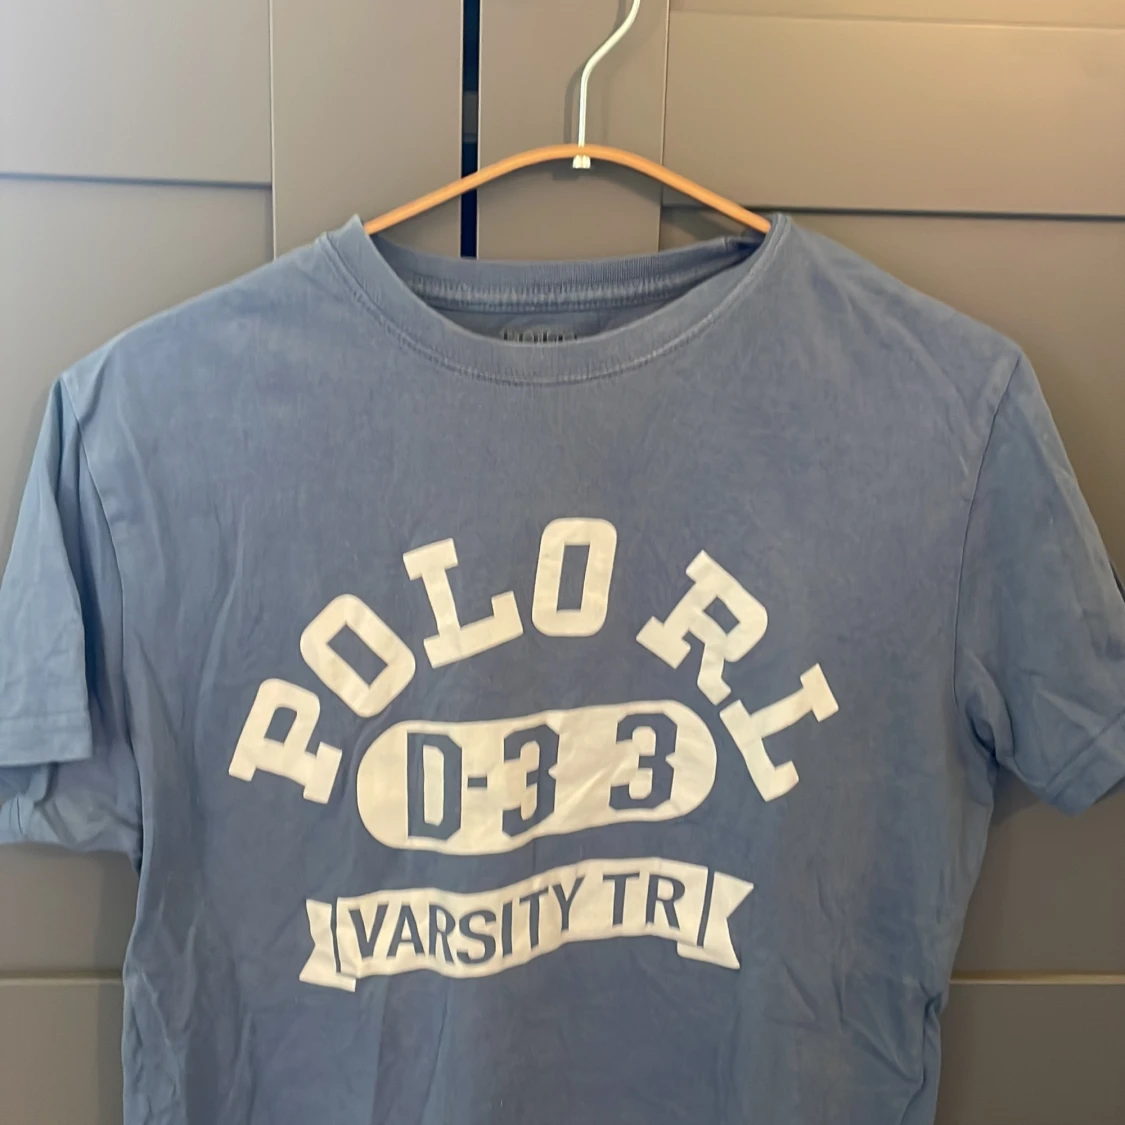 POLO RL
D-33
VARSITY TR